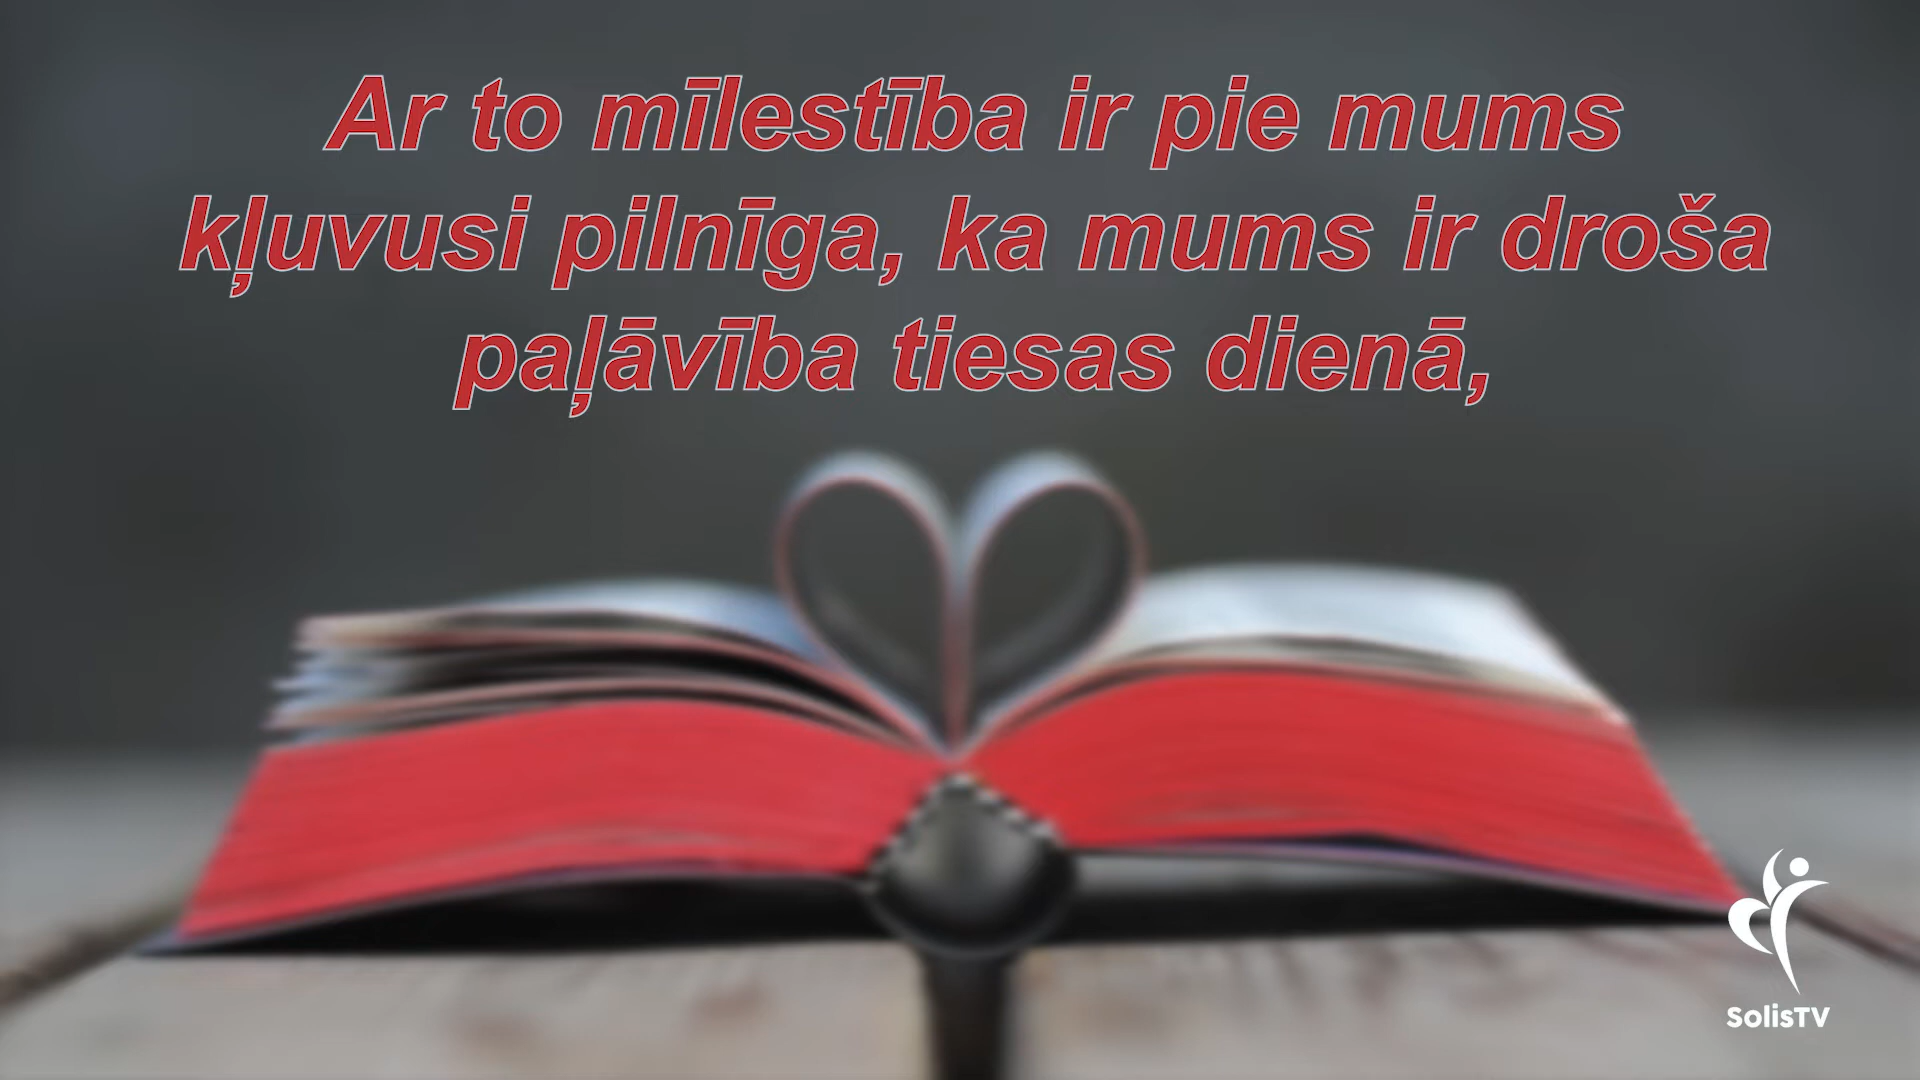 Ar to mīlestība ir pie mums
kļuvusi pilnīga, ka mums ir droša
paļāvība tiesas dienā,
SolisTV